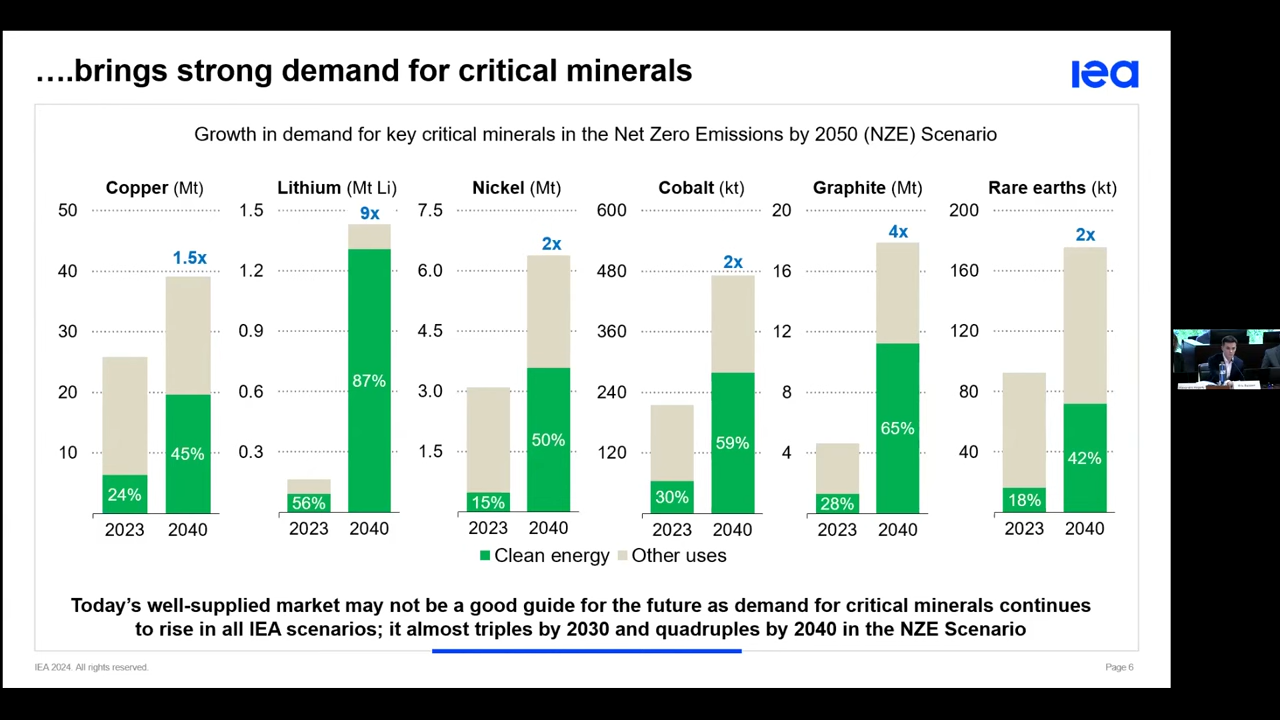 ….brings strong demand for critical minerals
iea
Growth in demand for key critical minerals in the Net Zero Emissions by 2050 (NZE) Scenario
Copper (Mt)
50
40
30
20
10
1.5x
24%
45%
2023 2040
Lithium (Mt Li)
1.5
1.2
0.9
0.6
0.3
9x
56%
87%
2023 2040
Nickel (Mt)
7.5
6.0
4.5
3.0
1.5
2x
15%
50%
2023 2040
Cobalt (kt)
600
480
360
240
120
2x
30%
59%
2023 2040
Graphite (Mt)
20
16
12
8
4
4x
28%
65%
2023 2040
Rare earths (kt)
200
160
120
80
40
2x
18%
42%
2023 2040
Clean energy Other uses
Today's well-supplied market may not be a good guide for the future as demand for critical minerals continues
to rise in all IEA scenarios; it almost triples by 2030 and quadruples by 2040 in the NZE Scenario
IEA 2024. All rights reserved.
Page 6